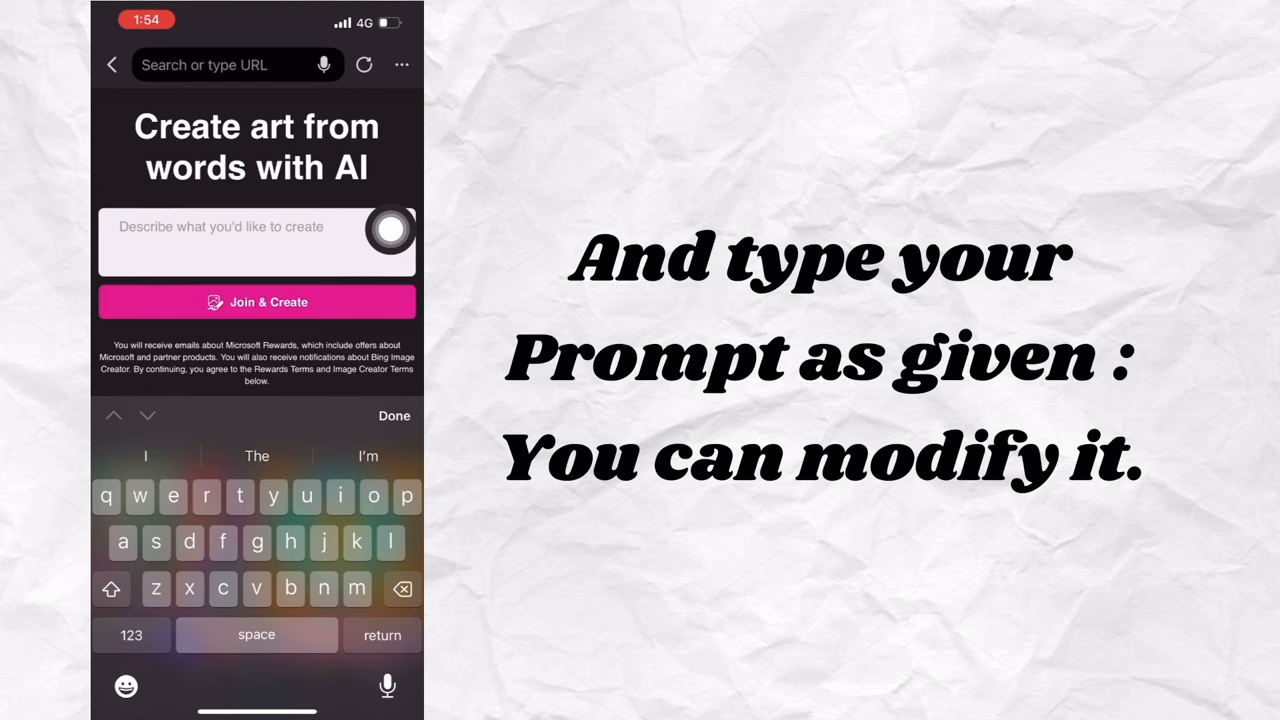 1:54
4G
Search or type URL
Create art from
words with AI
Describe what you'd like to create
Join & Create
You will receive emails about Microsoft Rewards, which include offers about
Microsoft and partner products. You will also receive notifications about Bing Image
Creator. By continuing, you agree to the Rewards Terms and Image Creator Terms
below.
Done
I The I'm
q w e r t y u i o p
a s d f g h j k l
z x c v b n m
123 space return
And type your
Prompt as given :
You can modify it.